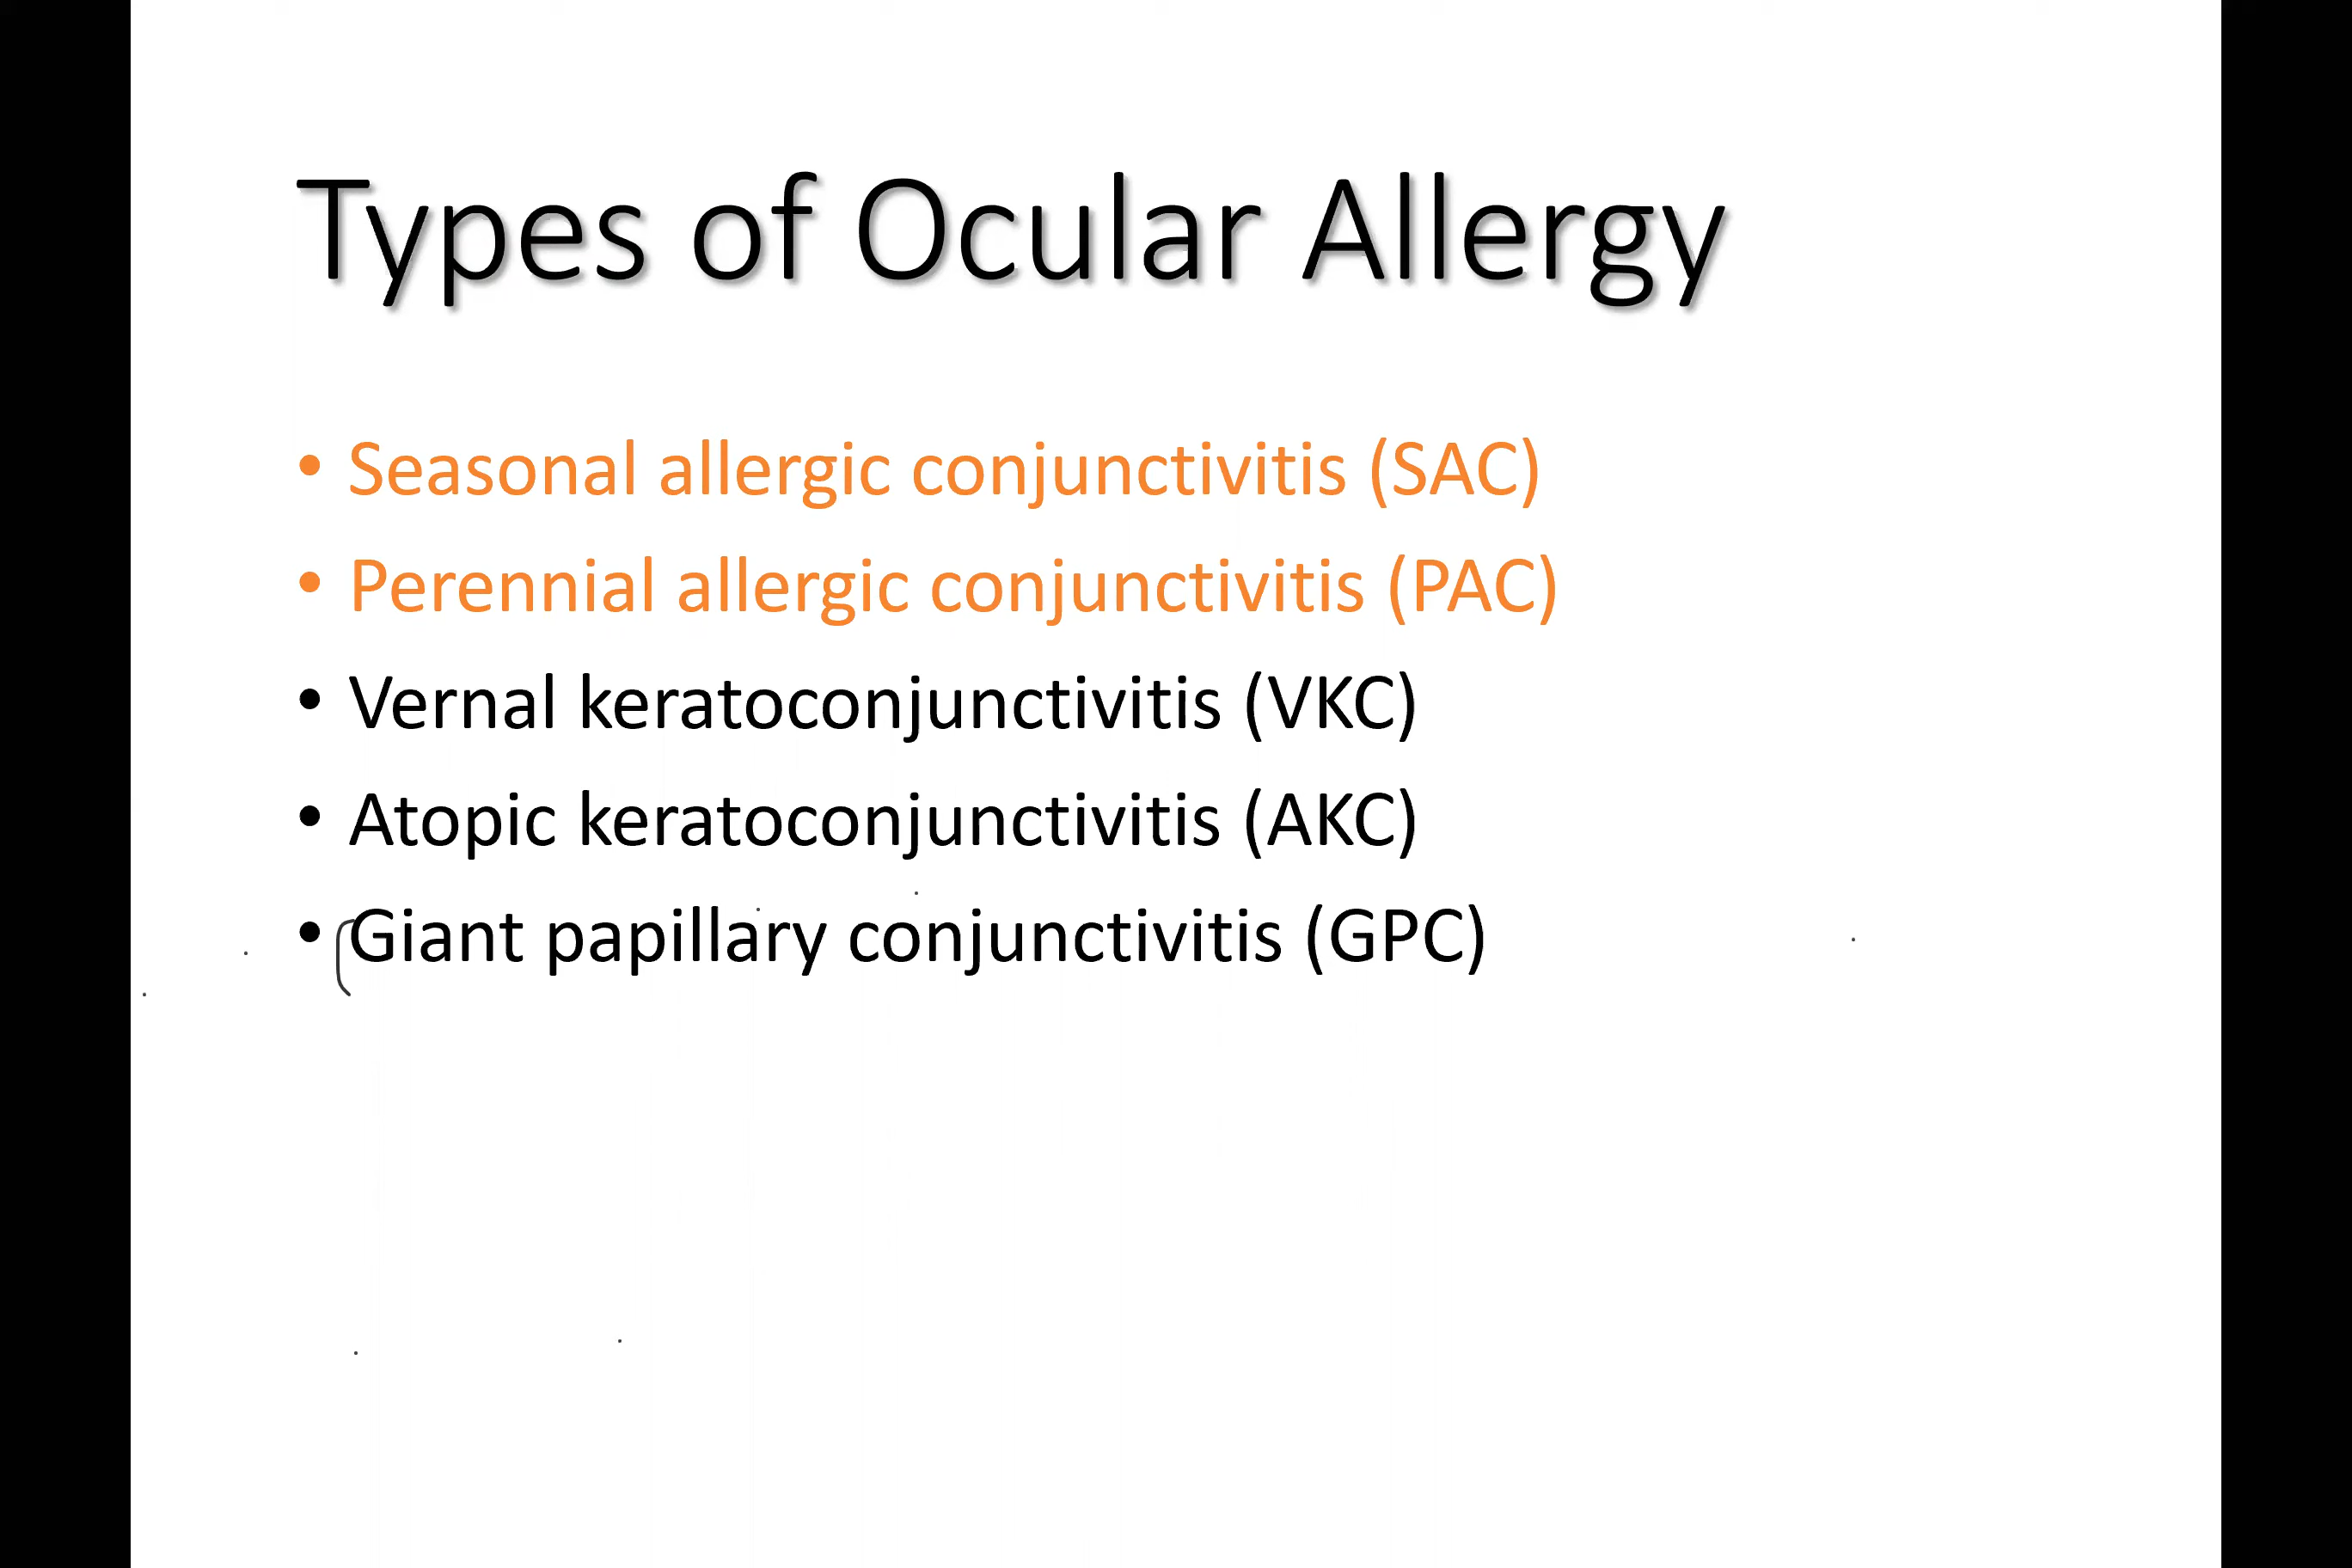 Types of Ocular Allergy
• Seasonal allergic conjunctivitis (SAC)
• Perennial allergic conjunctivitis (PAC)
• Vernal keratoconjunctivitis (VKC)
• Atopic keratoconjunctivitis (AKC)
• Giant papillary conjunctivitis (GPC)